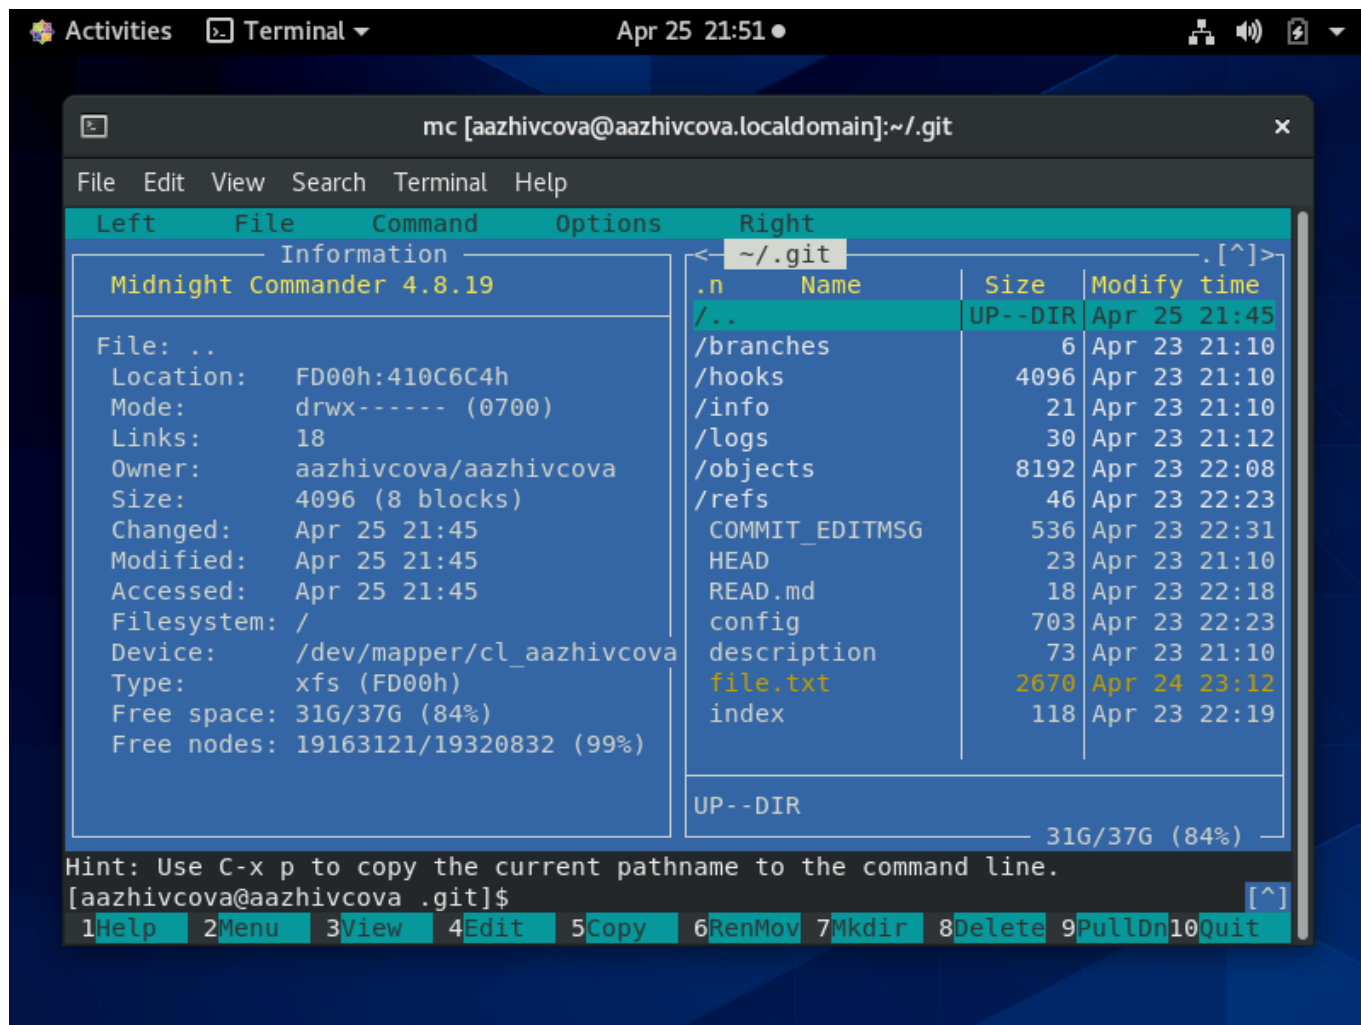 Activities Terminal Apr 25 21:51
mc [aazhivcova@aazhivcova.localdomain]:~/.git ×
File Edit View Search Terminal Help
Left File Command Options Right
Information
Midnight Commander 4.8.19
File: ..
Location: FD00h:410C6C4h
Mode: drwx------ (0700)
Links: 18
Owner: aazhivcova/aazhivcova
Size: 4096 (8 blocks)
Changed: Apr 25 21:45
Modified: Apr 25 21:45
Accessed: Apr 25 21:45
Filesystem: /
Device: /dev/mapper/cl_aazhivcova
Type: xfs (FD00h)
Free space: 31G/37G (84%)
Free nodes: 19163121/19320832 (99%)
<— ~/.git .[^]>
.n Name Size Modify time
/.. UP--DIR Apr 25 21:45
/branches 6 Apr 23 21:10
/hooks 4096 Apr 23 21:10
/info 21 Apr 23 21:10
/logs 30 Apr 23 21:12
/objects 8192 Apr 23 22:08
/refs 46 Apr 23 22:23
COMMIT_EDITMSG 536 Apr 23 22:31
HEAD 23 Apr 23 21:10
READ.md 18 Apr 23 22:18
config 703 Apr 23 22:23
description 73 Apr 23 21:10
file.txt 2670 Apr 24 23:12
index 118 Apr 23 22:19
UP--DIR
31G/37G (84%)
Hint: Use C-x p to copy the current pathname to the command line.
[aazhivcova@aazhivcova .git]$ [^]
1Help 2Menu 3View 4Edit 5Copy 6RenMov 7Mkdir 8Delete 9PullDn 10Quit